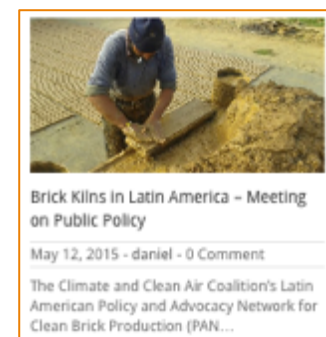 Brick Kilns in Latin America – Meeting
on Public Policy
May 12, 2015 - daniel - 0 Comment
The Climate and Clean Air Coalition's Latin
American Policy and Advocacy Network for
Clean Brick Production (PAN...